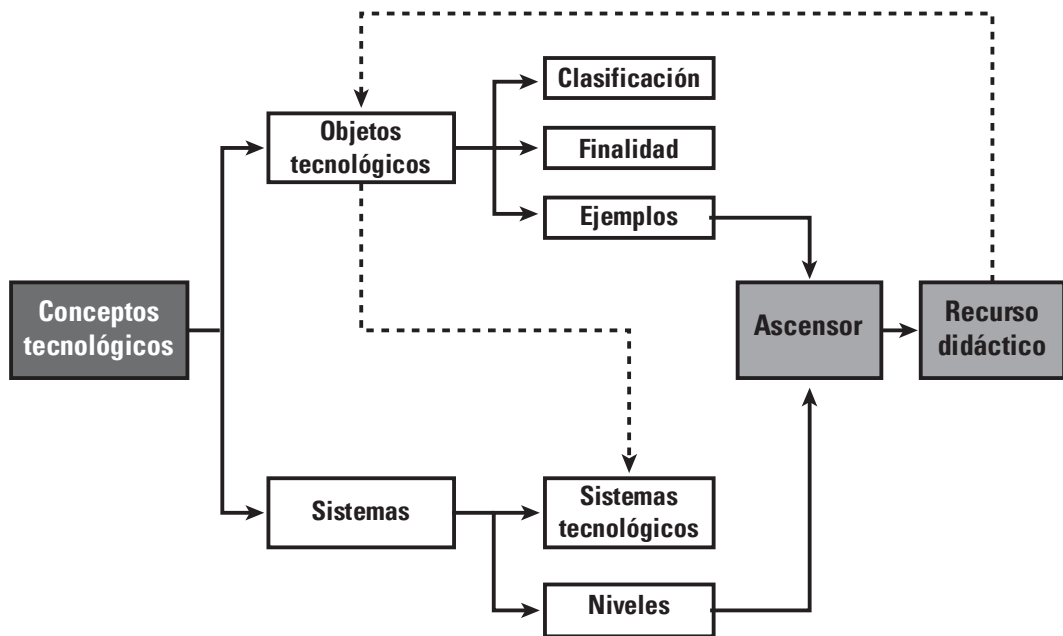 Clasificación
Objetos
tecnológicos
Finalidad
Ejemplos
Conceptos
tecnológicos
Ascensor
Recurso
didáctico
Sistemas
Sistemas
tecnológicos
Niveles